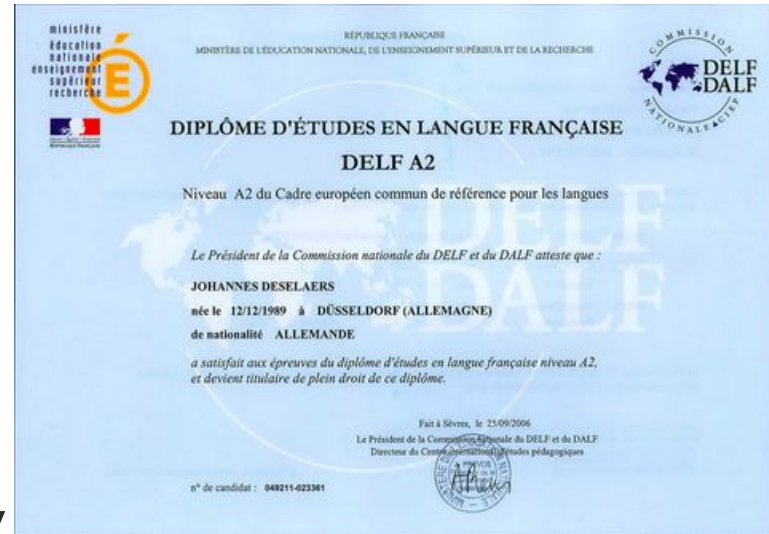 ministère
éducation
nationale
enseignement
supérieur
recherche
É
RÉPUBLIQUE FRANÇAISE
RÉPUBLIQUE FRANÇAISE
MINISTÈRE DE L'ÉDUCATION NATIONALE, DE L'ENSEIGNEMENT SUPÉRIEUR ET DE LA RECHERCHE
COMMISSION
NATIONALE CIEP
DELF
DALF
DIPLÔME D'ÉTUDES EN LANGUE FRANÇAISE
DELF A2
Niveau A2 du Cadre européen commun de référence pour les langues
DELF
DALF
Le Président de la Commission nationale du DELF et du DALF atteste que :
JOHANNES DESELAERS
née le 12/12/1989 à DÜSSELDORF (ALLEMAGNE)
de nationalité ALLEMANDE
a satisfait aux épreuves du diplôme d'études en langue française niveau A2,
et devient titulaire de plein droit de ce diplôme.
Fait à Sèvres, le 25/09/2006
Le Président de la Commission nationale du DELF et du DALF
Directeur du Centre international d'études pédagogiques
n° de candidat : 049211-023361